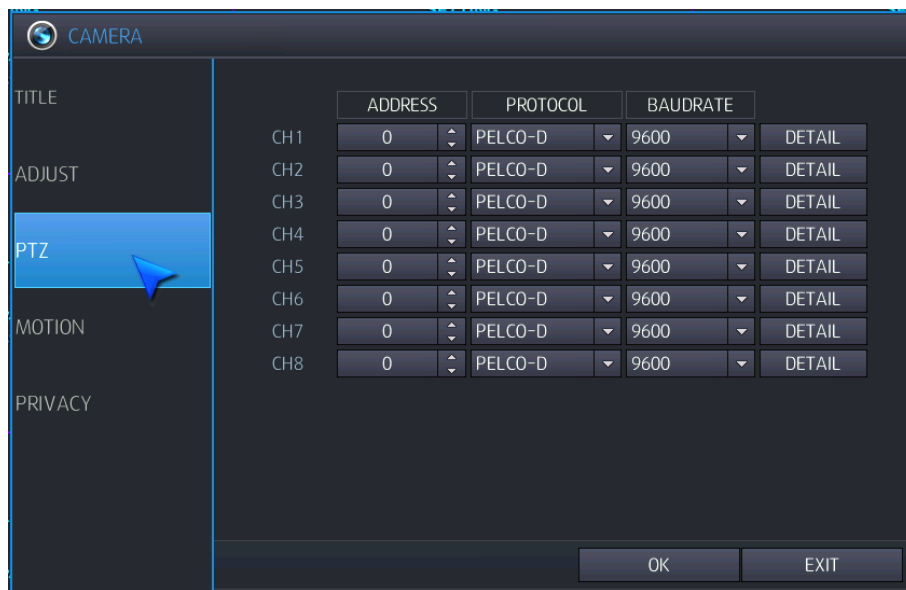 CAMERA
TITLE
ADJUST
PTZ
MOTION
PRIVACY
ADDRESS PROTOCOL BAUDRATE
CH1 0 PELCO-D 9600 DETAIL
CH2 0 PELCO-D 9600 DETAIL
CH3 0 PELCO-D 9600 DETAIL
CH4 0 PELCO-D 9600 DETAIL
CH5 0 PELCO-D 9600 DETAIL
CH6 0 PELCO-D 9600 DETAIL
CH7 0 PELCO-D 9600 DETAIL
CH8 0 PELCO-D 9600 DETAIL
OK EXIT